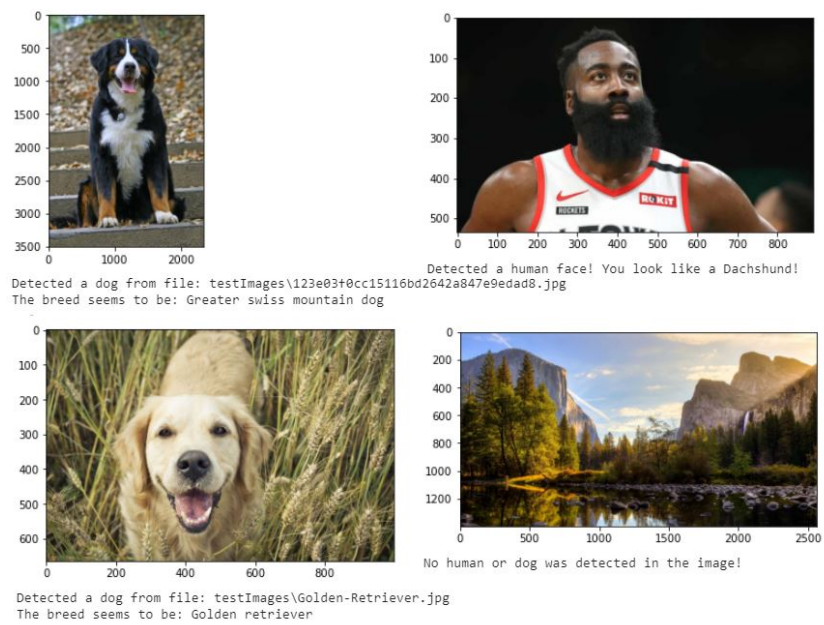 0
500
1000
1500
2000
2500
3000
3500
0 1000 2000
Detected a dog from file: testImages\123e03f0cc15116bd2642a847e9edad8.jpg
The breed seems to be: Greater swiss mountain dog
0
100
200
300
400
500
ROKiT
ROCKETS
0 100 200 300 400 500 600 700 800
Detected a human face! You look like a Dachshund!
0
100
200
300
400
500
600
0 200 400 600 800
Detected a dog from file: testImages\Golden-Retriever.jpg
The breed seems to be: Golden retriever
0
200
400
600
800
1000
1200
0 500 1000 1500 2000 2500
No human or dog was detected in the image!